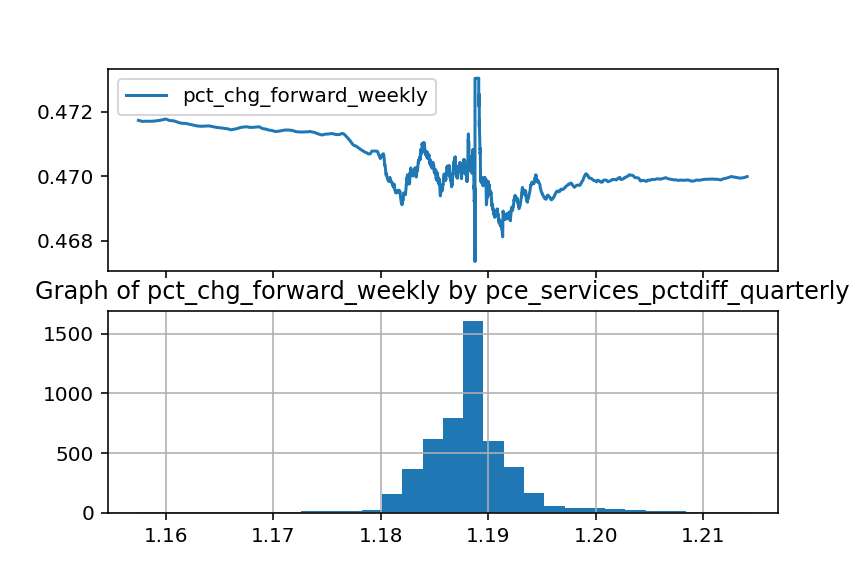 pct_chg_forward_weekly
0.472
0.470
0.468
Graph of pct_chg_forward_weekly by pce_services_pctdiff_quarterly
1500
1000
500
0
1.16 1.17 1.18 1.19 1.20 1.21